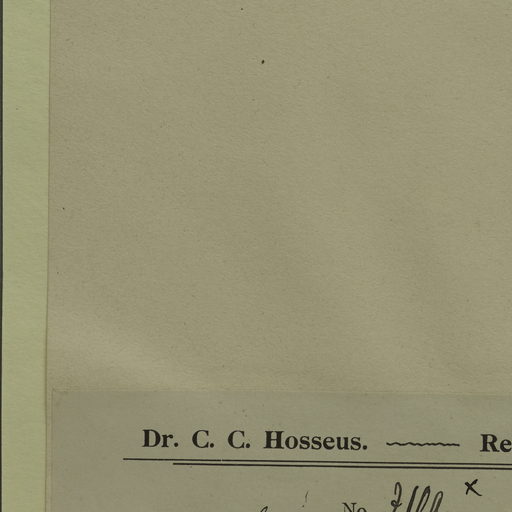 Dr. C. C. Hosseus. Re
No
x